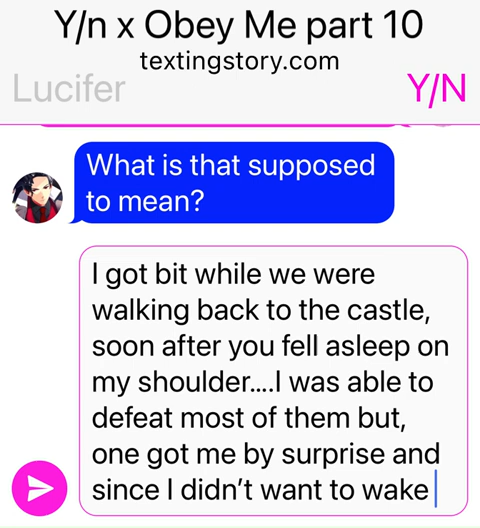 Y/n x Obey Me part 10
textingstory.com
Lucifer
Y/N
What is that supposed
to mean?
I got bit while we were
walking back to the castle,
soon after you fell asleep on
my shoulder....I was able to
defeat most of them but,
one got me by surprise and
since I didn't want to wake